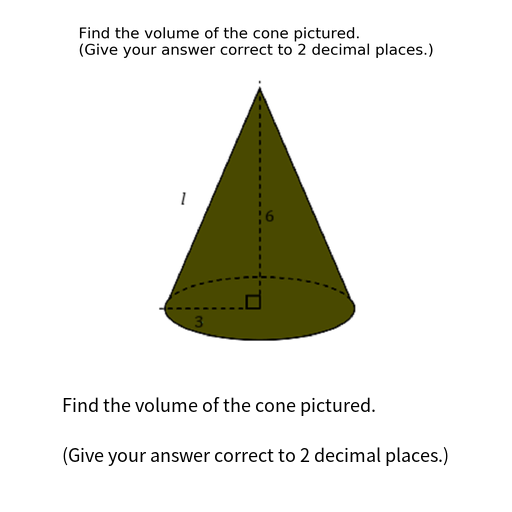 Find the volume of the cone pictured.
(Give your answer correct to 2 decimal places.)
l
6
3
Find the volume of the cone pictured.
(Give your answer correct to 2 decimal places.)